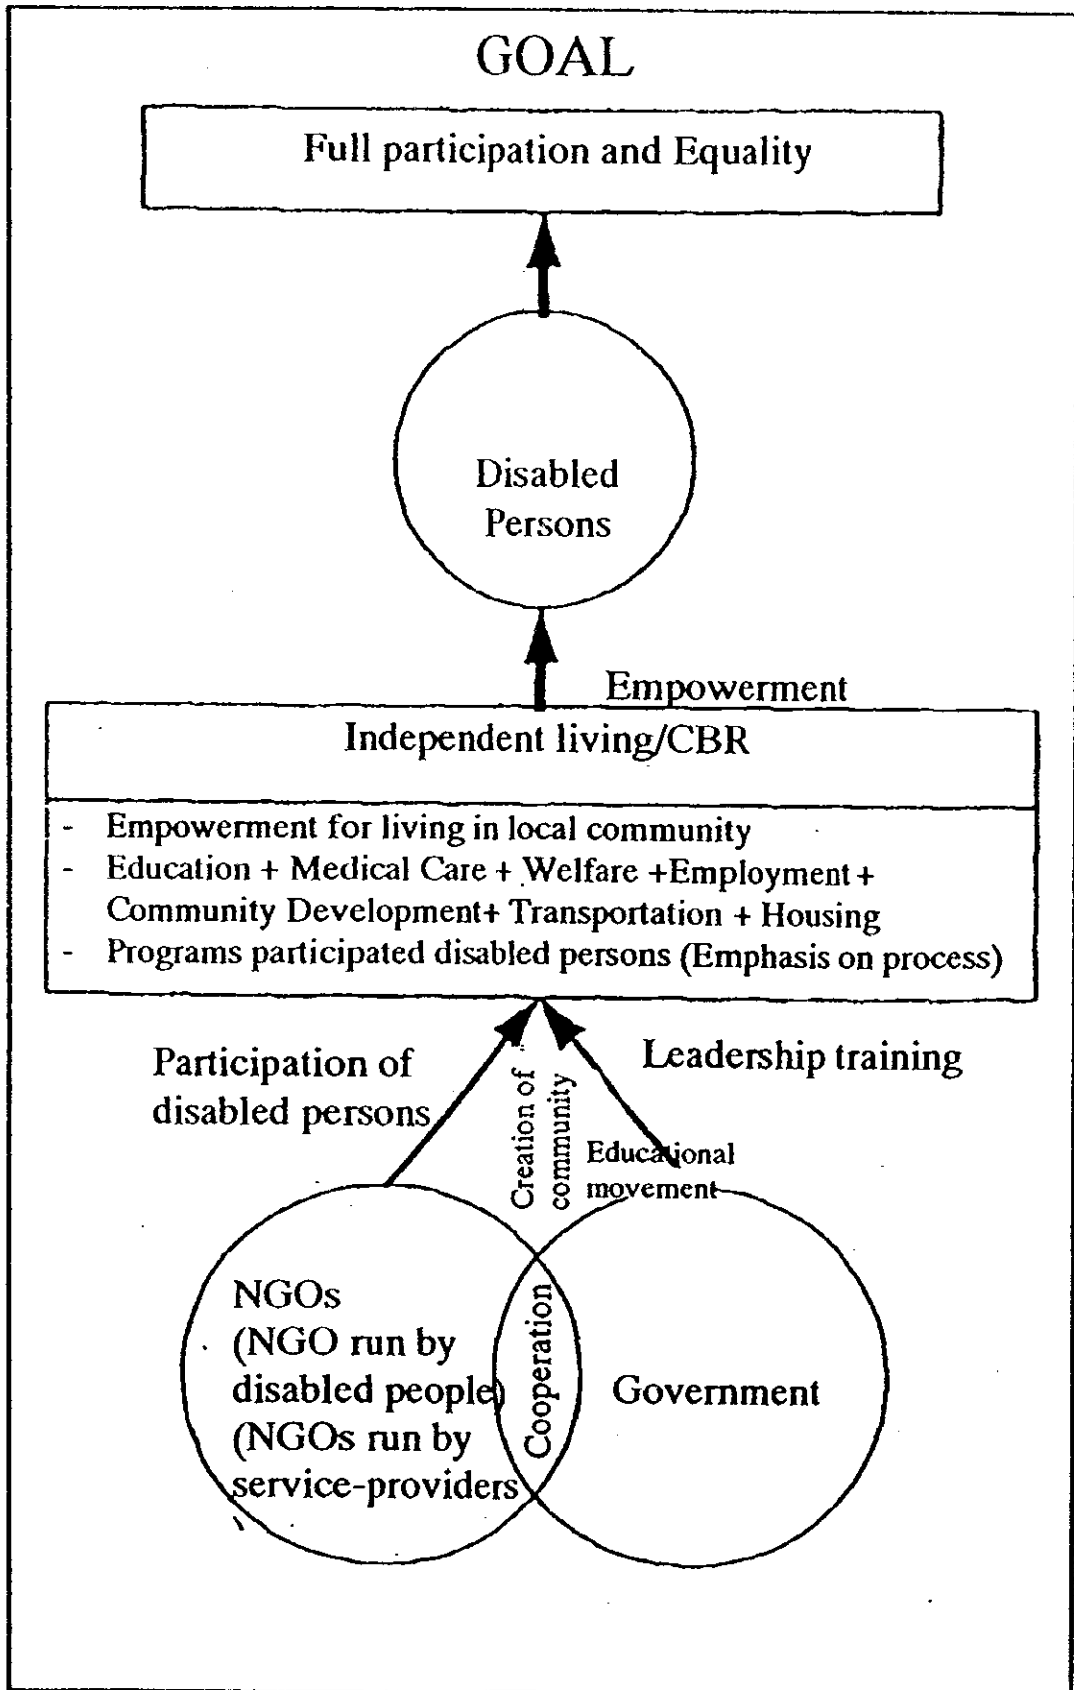 GOAL
Full participation and Equality
Disabled
Persons
Empowerment
Independent living/CBR
- Empowerment for living in local community
- Education + Medical Care + Welfare +Employment +
Community Development+ Transportation + Housing
- Programs participated disabled persons (Emphasis on process)
Participation of
disabled persons
Creation of
community
Leadership training
Educational
movement
NGOs
(NGO run by
disabled people)
(NGOs run by
service-providers
Cooperation
Government